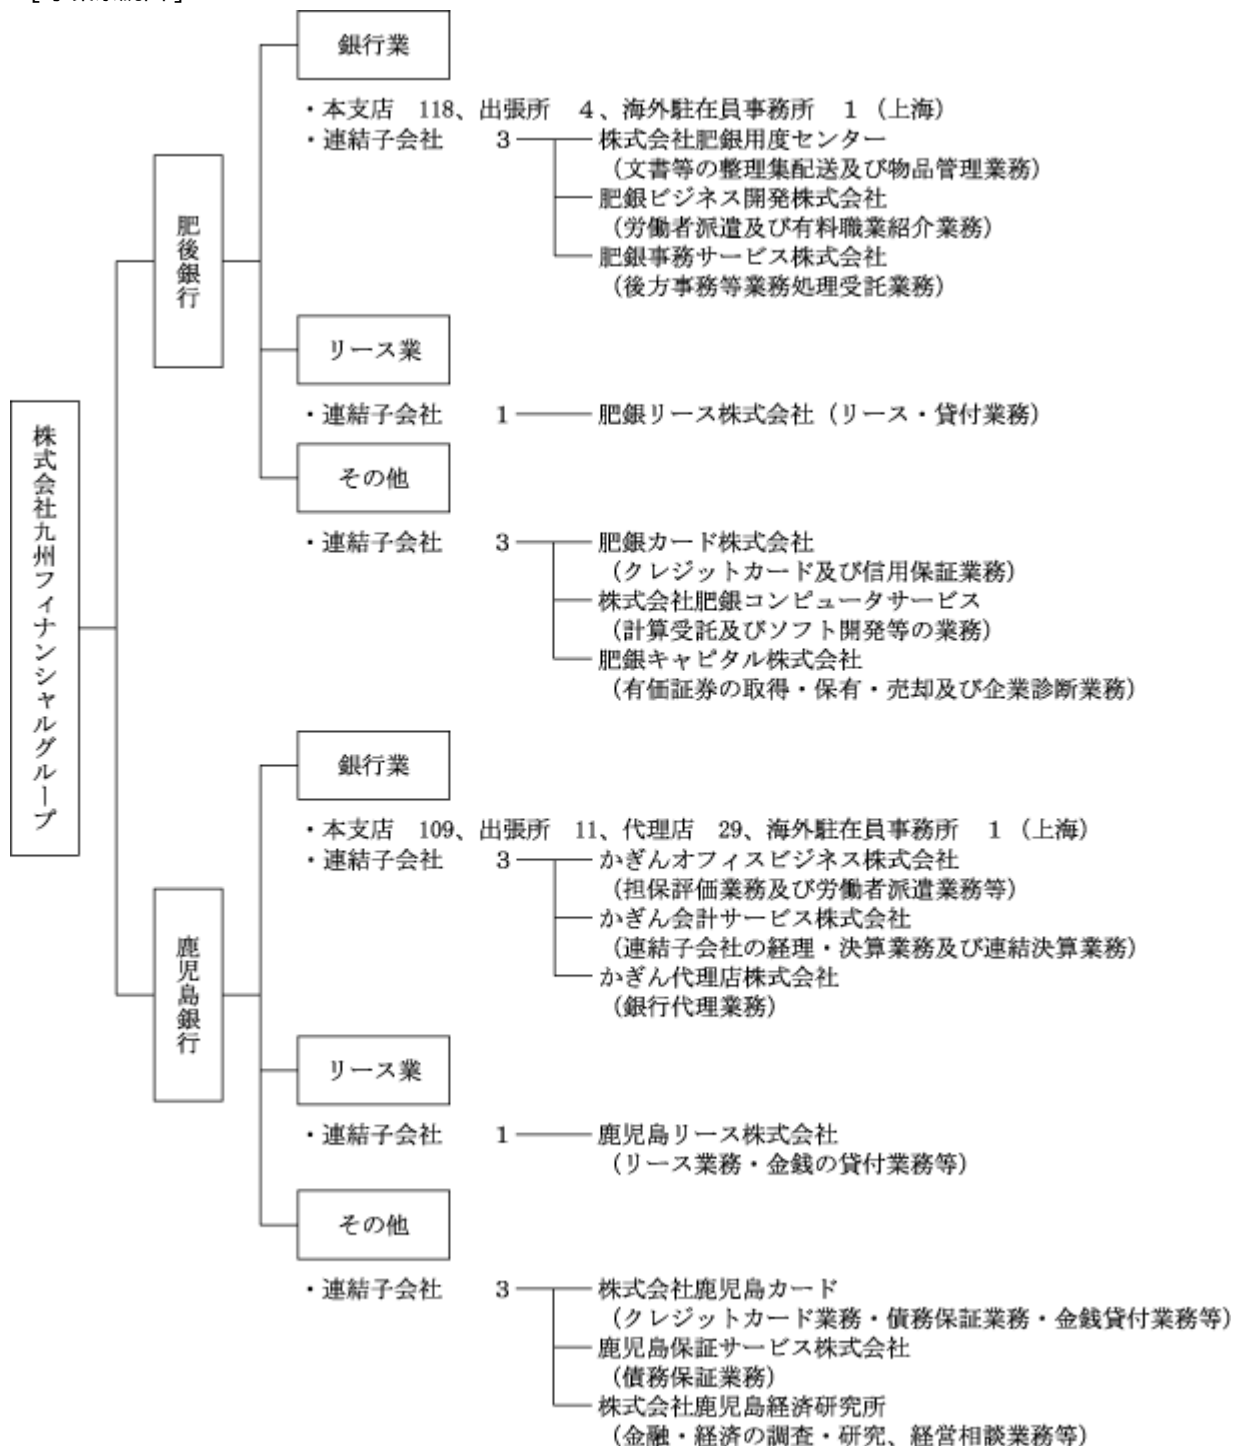 株式会社九州フィナンシャルグループ
肥後銀行
銀行業
・本支店 118、出張所 4、海外駐在員事務所 1(上海)
・連結子会社 3 株式会社肥銀用度センター
(文書等の整理集配送及び物品管理業務)
肥銀ビジネス開発株式会社
(労働者派遣及び有料職業紹介業務)
肥銀事務サービス株式会社
(後方事務等業務処理受託業務)
リース業
・連結子会社 1 肥銀リース株式会社(リース・貸付業務)
その他
・連結子会社 3 肥銀カード株式会社
(クレジットカード及び信用保証業務)
株式会社肥銀コンピュータサービス
(計算受託及びソフト開発等の業務)
肥銀キャピタル株式会社
(有価証券の取得・保有・売却及び企業診断業務)
鹿児島銀行
銀行業
・本支店 109、出張所 11、代理店 29、海外駐在員事務所 1(上海)
・連結子会社 3 かぎんオフィスビジネス株式会社
(担保評価業務及び労働者派遣業務等)
かぎん会計サービス株式会社
(連結子会社の経理・決算業務及び連結決算業務)
かぎん代理店株式会社
(銀行代理業務)
リース業
・連結子会社 1 鹿児島リース株式会社
(リース業務・金銭の貸付業務等)
その他
・連結子会社 3 株式会社鹿児島カード
(クレジットカード業務・債務保証業務・金銭貸付業務等)
鹿児島保証サービス株式会社
(債務保証業務)
株式会社鹿児島経済研究所
(金融・経済の調査・研究、経営相談業務等)